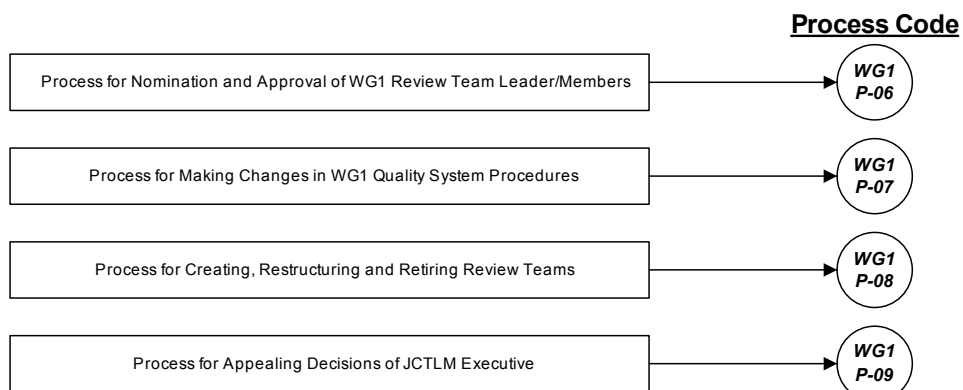 Process Code
Process for Nomination and Approval of WG1 Review Team Leader/Members
WG1
P-06
Process for Making Changes in WG1 Quality System Procedures
WG1
P-07
Process for Creating, Restructuring and Retiring Review Teams
WG1
P-08
Process for Appealing Decisions of JCTLM Executive
WG1
P-09